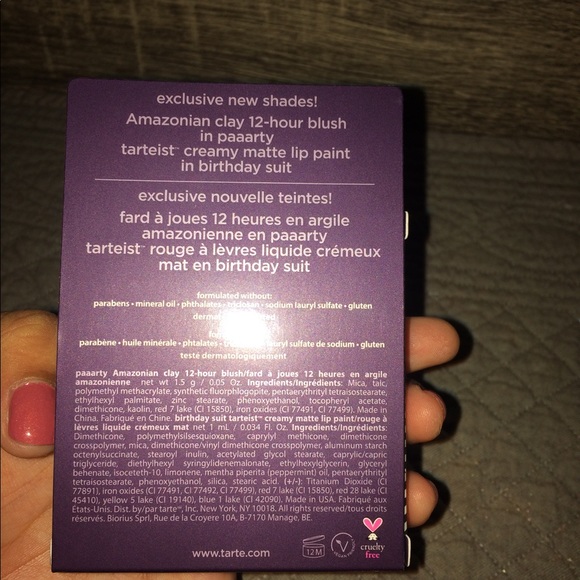 exclusive new shades!
Amazonian clay 12-hour blush
in paaarty
tarteist™ creamy matte lip paint
in birthday suit
exclusive nouvelle teintes!
fard à joues 12 heures en argile
amazonienne en paaarty
tarteist™ rouge à lèvres liquide crémeux
mat en birthday suit
formulated without:
parabens • mineral oil • phthalates • triclosan • sodium lauryl sulfate • gluten
parabène • huile minérale • phtalates • lauryl sulfate de sodium • gluten
testé dermatologiquement
paaarty Amazonian clay 12-hour blush/fard à joues 12 heures en argile
amazonienne net wt 1.5 g / 0.05 Oz. Ingredients/Ingrédients: Mica, talc,
polymethyl methacrylate, synthetic fluorphlogopite, pentaerythrityl tetraisostearate,
ethylhexyl palmitate, zinc stearate, phenoxyethanol, tocopheryl acetate,
dimethicone, kaolin, red 7 lake (CI 15850), iron oxides (CI 77491, CI 77499). Made in
China. Fabriqué en Chine. birthday suit tarteist™ creamy matte lip paint/rouge à
lèvres liquide crémeux mat net 1 mL / 0.034 fl Oz. Ingredients/Ingrédients:
Dimethicone, polymethylsilsesquioxane, caprylyl methicone, dimethicone
crosspolymer, mica, dimethicone/vinyl dimethicone crosspolymer, aluminum starch
octenylsuccinate, stearoyl inulin, acetylated glycol stearate, caprylic/capric
triglyceride, diethylhexyl syringylidenemalonate, ethylhexylglycerin, glyceryl
behenate, isoceteth-10, limonene, mentha piperita (peppermint) oil, pentaerythrityl
tetraisostearate, phenoxyethanol, silica, stearic acid. (+/-): Titanium Dioxide (CI
77891), iron oxides (CI 77491, CI 77492, CI 77499), red 7 lake (CI 15850), red 28 lake (CI
45410), yellow 5 lake (CI 19140), blue 1 lake (CI 42090). Made in USA. Fabriqué aux
États-Unis. Dist. by/par tarte®, Inc. New York, NY 10018. All rights reserved/tous droits
réservés. Biorius Sprl, Rue de la Croyere 10A, B-7170 Manage, BE.
www.tarte.com
12M
V
cruelty
free